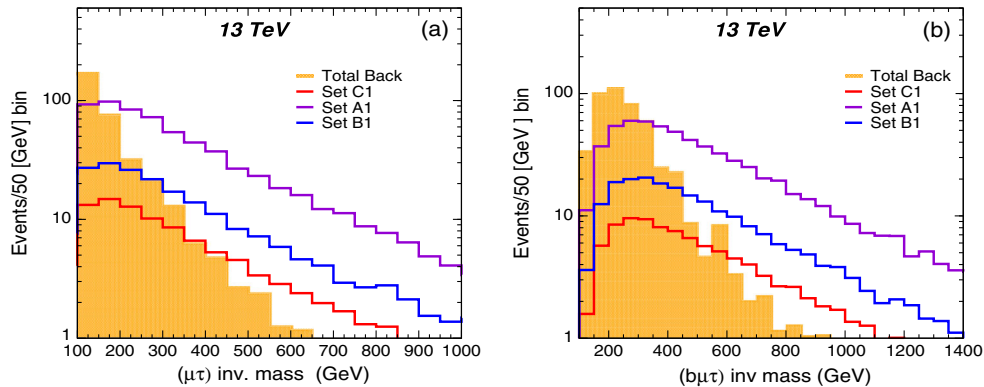 13 TeV
(a)
Total Back
Set C1
Set A1
Set B1
Events/50 [GeV] bin
100
10
1
100 200 300 400 500 600 700 800 900 1000
(μτ) inv. mass (GeV)
13 TeV
(b)
Total Back
Set C1
Set A1
Set B1
Events/50 [GeV ] bin
100
10
1
200 400 600 800 1000 1200 1400
(bμτ) inv mass (GeV)